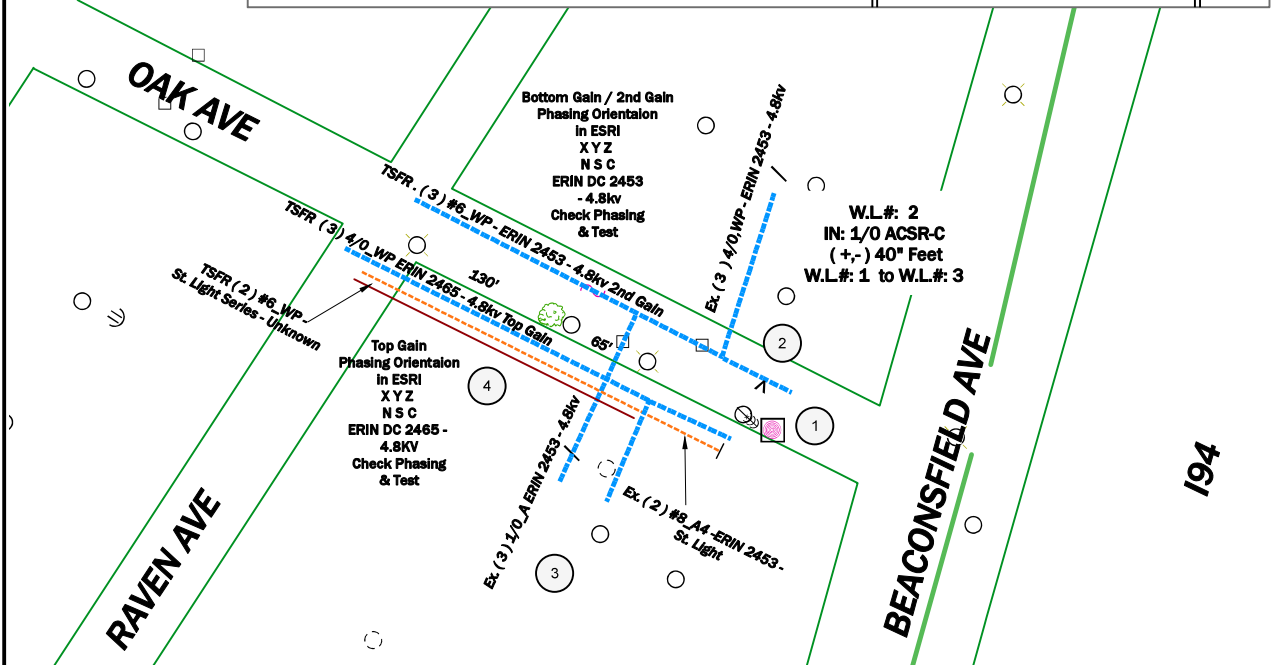 OAK AVE
Bottom Gain / 2nd Gain
Phasing Orientaion
in ESRI
X Y Z
N S C
ERIN DC 2453
- 4.8kv
Check Phasing
& Test
Ex. ( 3 ) 4/0,WP - ERIN 2453 - 4.8kv
TSFR . ( 3 ) #6_WP - ERIN 2453 - 4.8kv 2nd Gain
W.L#: 2
IN: 1/0 ACSR-C
( +,- ) 40" Feet
W.L#: 1 to W.L#: 3
TSFR ( 3 ) 4/0_WP ERIN 2465 - 4.8kv Top Gain
130'
65'
TSFR ( 2 ) #6_WP -
St. Light Series - Unknown
2
Top Gain
Phasing Orientaion
in ESRI
X Y Z
N S C
ERIN DC 2465 -
4.8KV
Check Phasing
& Test
4
1
Ex. ( 3 ) 1/0_A ERIN 2453 - 4.8kv
Ex. ( 2 ) #8_A4 -ERIN 2453 -
St. Light
3
RAVEN AVE
BEACONSFIELD AVE
I94